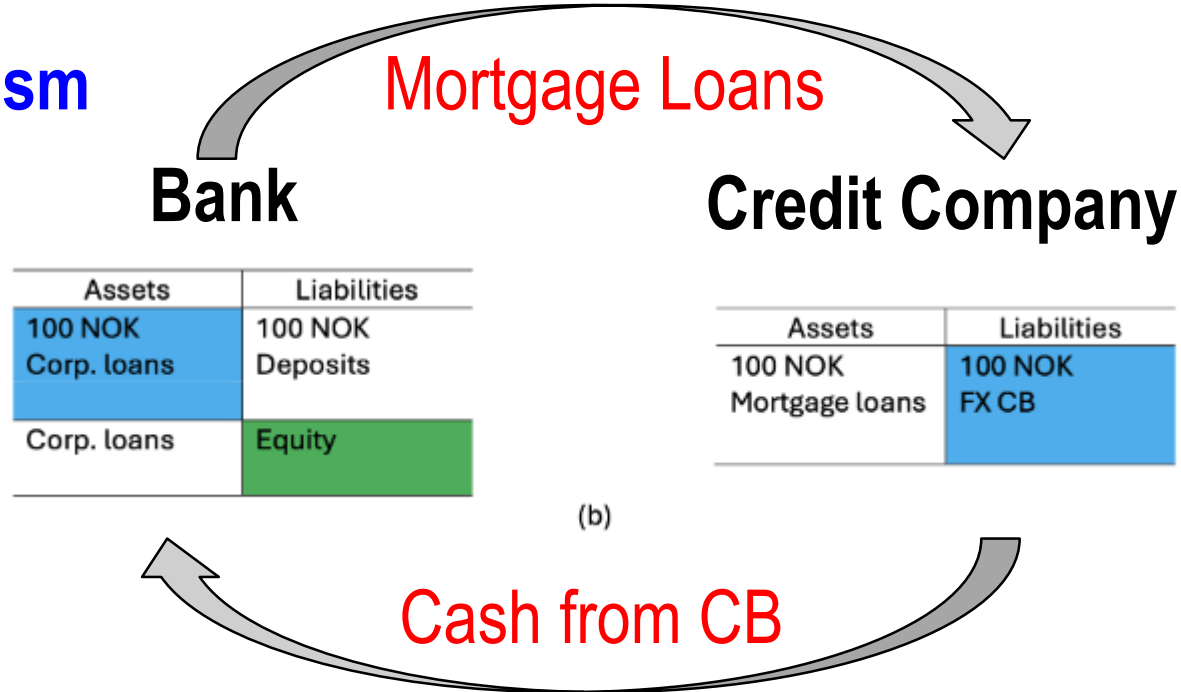 Mortgage Loans
sm
Bank
Credit Company
Assets Liabilities
100 NOK 100 NOK
Corp. loans Deposits
Corp. loans Equity
Assets Liabilities
100 NOK 100 NOK
Mortgage loans FX CB
(b)
Cash from CB